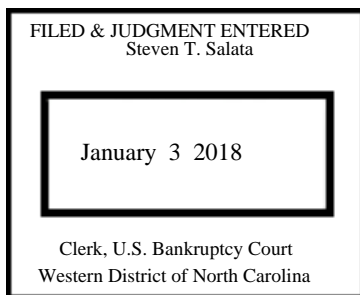 FILED & JUDGMENT ENTERED
Steven T. Salata
January 3 2018
Clerk, U.S. Bankruptcy Court
Western District of North Carolina